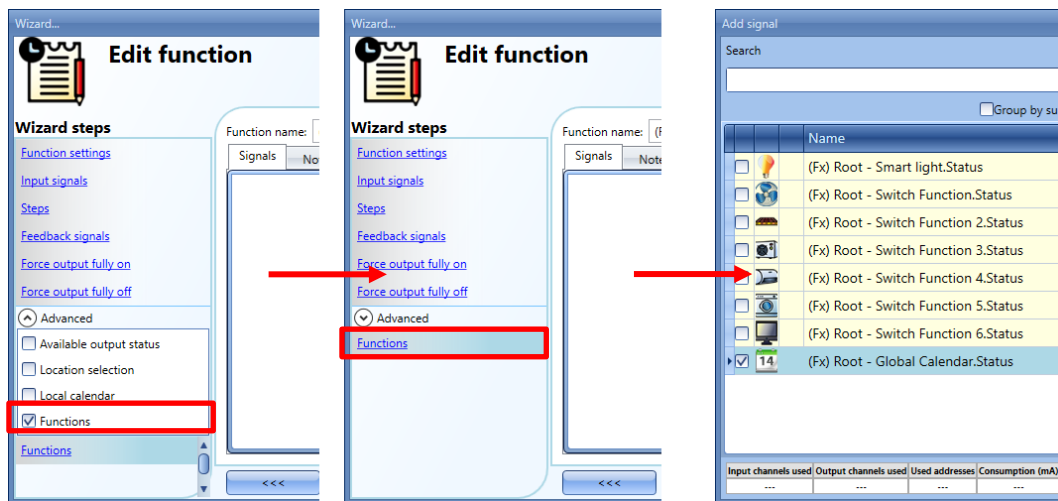 Wizard...
Edit function
Wizard steps
Function settings
Input signals
Steps
Feedback signals
Force output fully on
Force output fully off
Advanced
Available output status
Location selection
Local calendar
Functions
Functions
Function name:
Signals
<<<
Wizard...
Edit function
Wizard steps
Function settings
Input signals
Steps
Feedback signals
Force output fully on
Force output fully off
Advanced
Functions
Function name: (F
Signals Note
<<<
Add signal
Search
Group by su
Name
(Fx) Root - Smart light.Status
(Fx) Root - Switch Function.Status
(Fx) Root - Switch Function 2.Status
(Fx) Root - Switch Function 3.Status
(Fx) Root - Switch Function 4.Status
(Fx) Root - Switch Function 5.Status
(Fx) Root - Switch Function 6.Status
14 (Fx) Root - Global Calendar.Status
Input channels used Output channels used Used addresses Consumption (mA)
--- --- --- ---